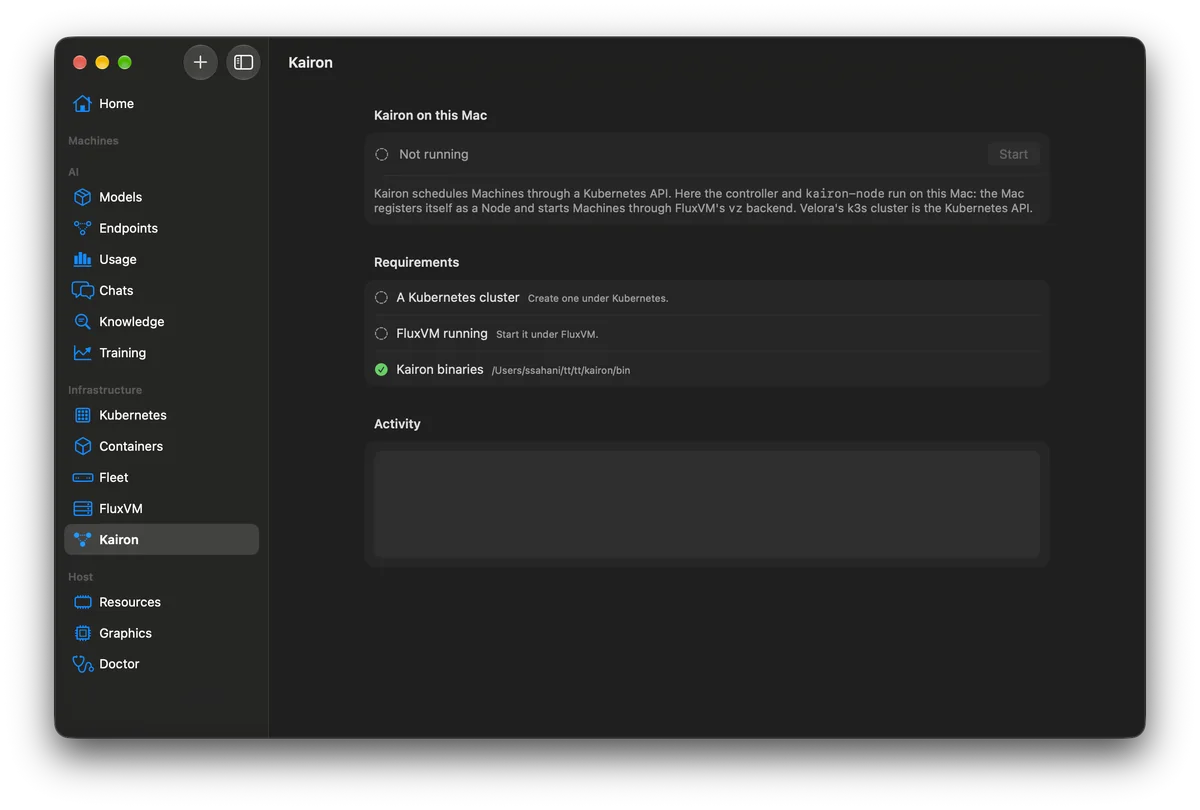 Kairon
Home
Machines
AI
Models
Endpoints
Usage
Chats
Knowledge
Training
Infrastructure
Kubernetes
Containers
Fleet
FluxVM
Kairon
Host
Resources
Graphics
Doctor
Kairon on this Mac
Not running
Start
Kairon schedules Machines through a Kubernetes API. Here the controller and kairon-node run on this Mac: the Mac
registers itself as a Node and starts Machines through FluxVM's vz backend. Velora's k3s cluster is the Kubernetes API.
Requirements
A Kubernetes cluster Create one under Kubernetes.
FluxVM running Start it under FluxVM.
Kairon binaries /Users/ssahani/tt/tt/kairon/bin
Activity